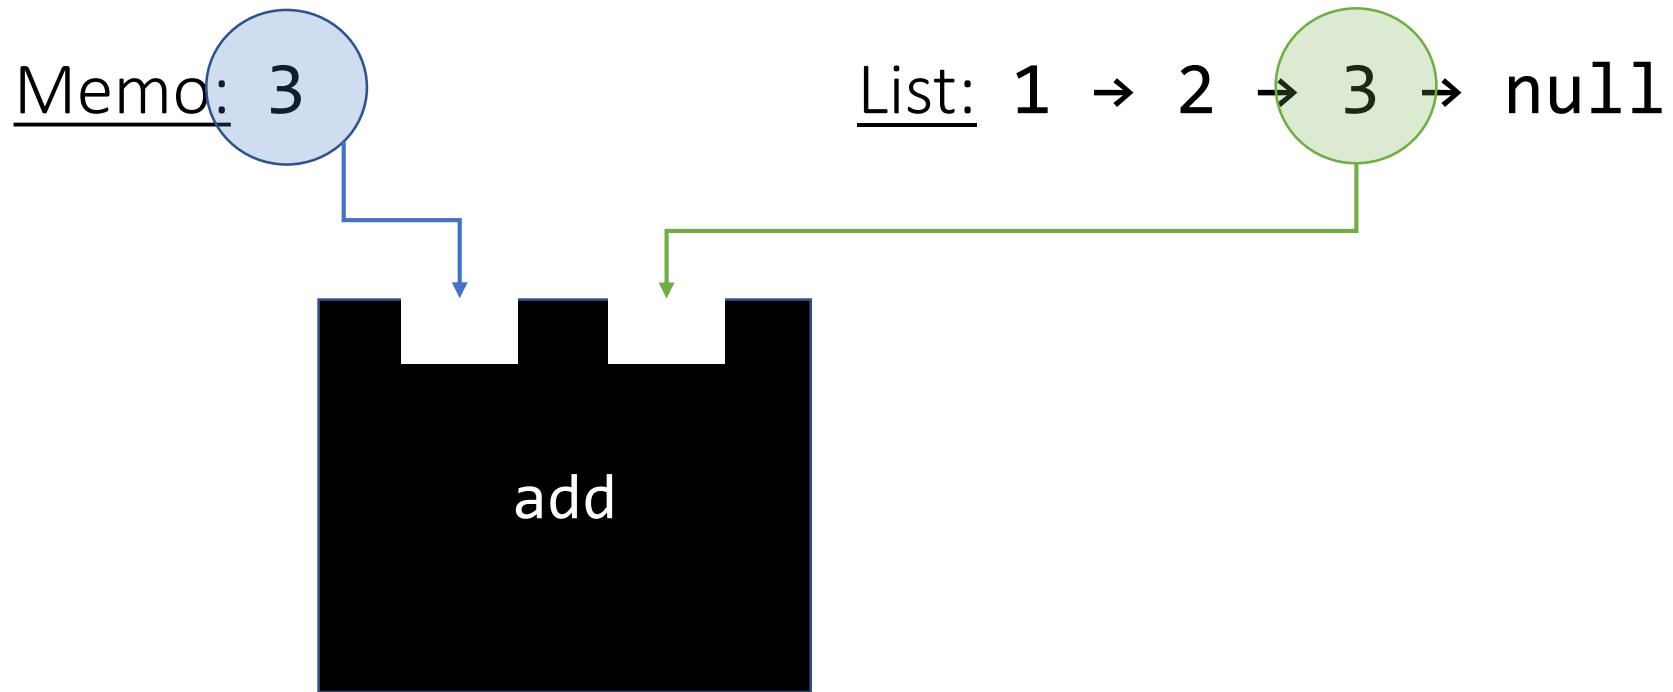 Memo: 3
List: 1 → 2 → 3 → null
add